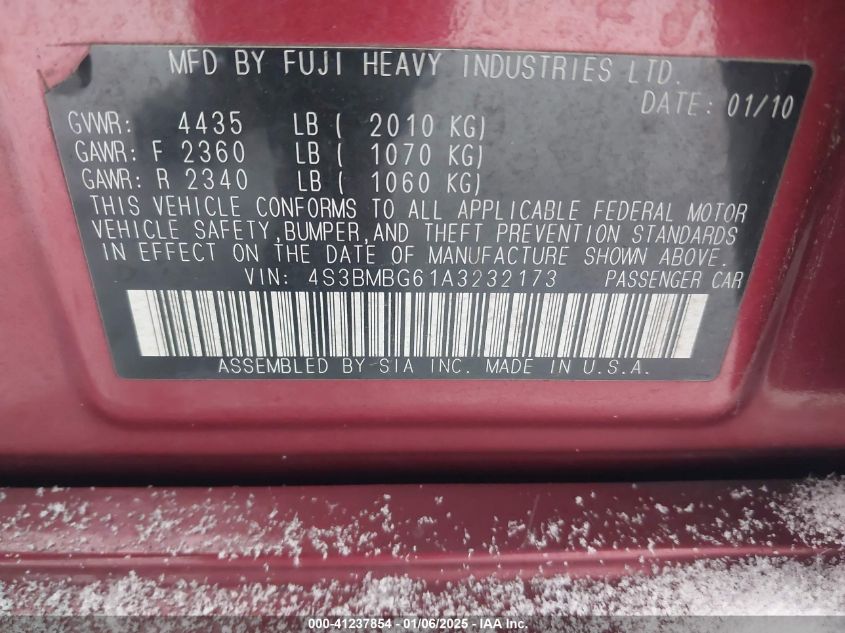 MFD BY FUJI HEAVY INDUSTRIES LTD.
DATE: 01/10
GVWR: 4435 LB ( 2010 KG)
GAWR: F 2360 LB ( 1070 KG)
GAWR: R 2340 LB ( 1060 KG)
THIS VEHICLE CONFORMS TO ALL APPLICABLE FEDERAL MOTOR
VEHICLE SAFETY,BUMPER,AND THEFT PREVENTION STANDARDS
IN EFFECT ON THE DATE OF MANUFACTURE SHOWN ABOVE.
VIN: 4S3BMBG61A3232173 PASSENGER CAR
ASSEMBLED BY SIA INC. MADE IN U.S.A.
000-41237854 - 01/06/2025 - IAA Inc.